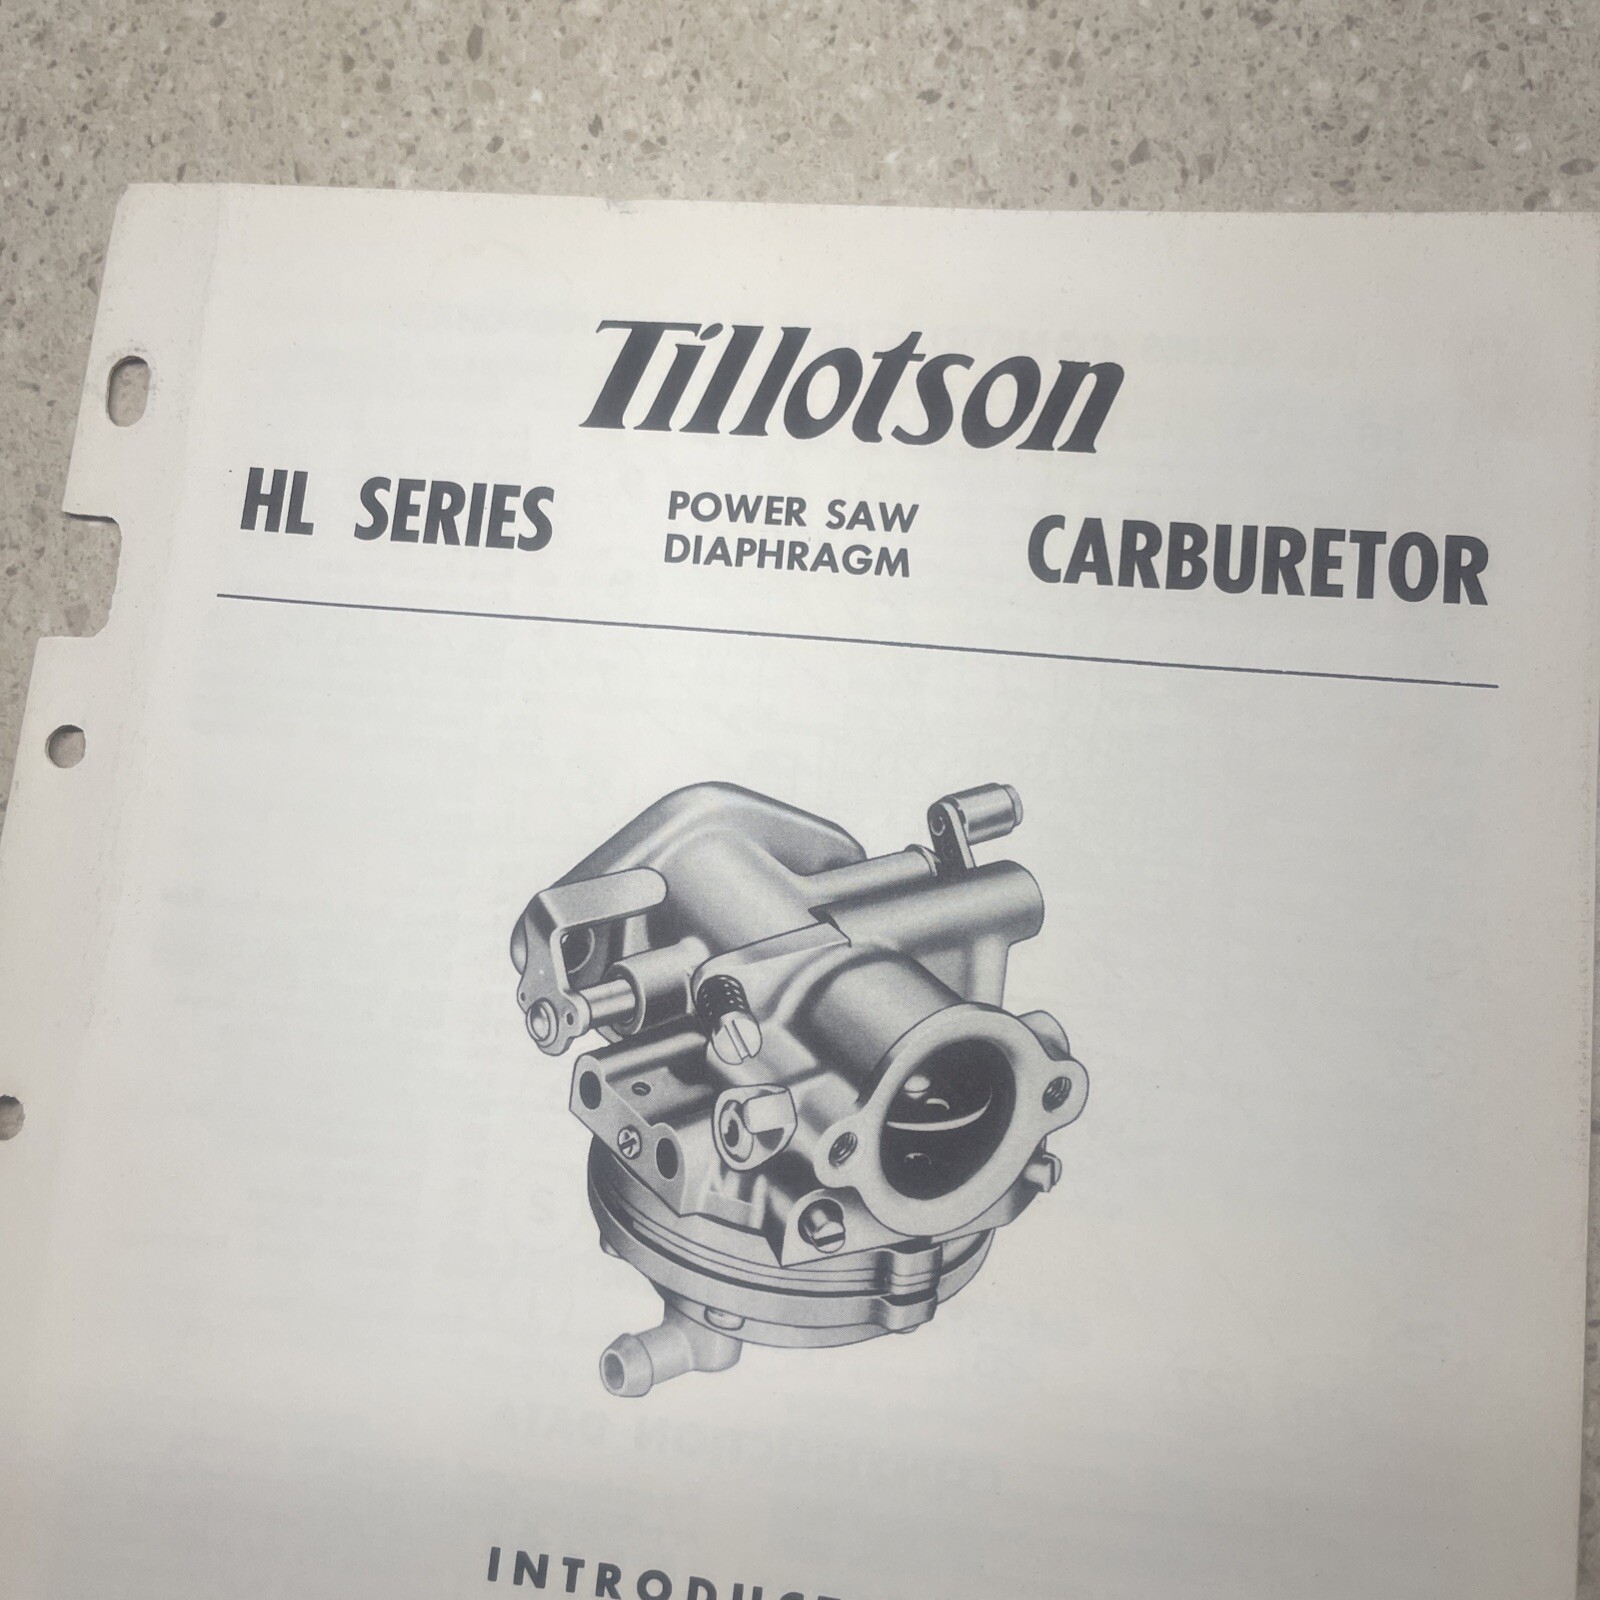 Tillotson
HL SERIES POWER SAW DIAPHRAGM CARBURETOR